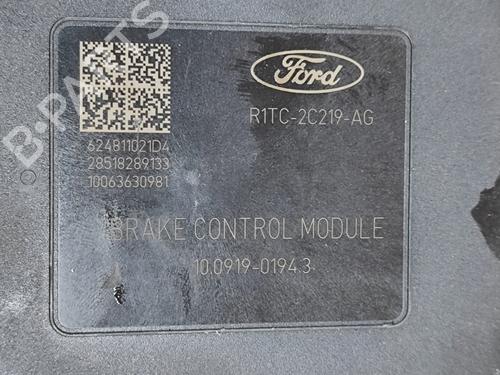 Ford
R1TC-2C219-AG
624811021D4
28518289133
10063630981
BRAKE CONTROL MODULE
10.0919-0194.3
B-PARTS